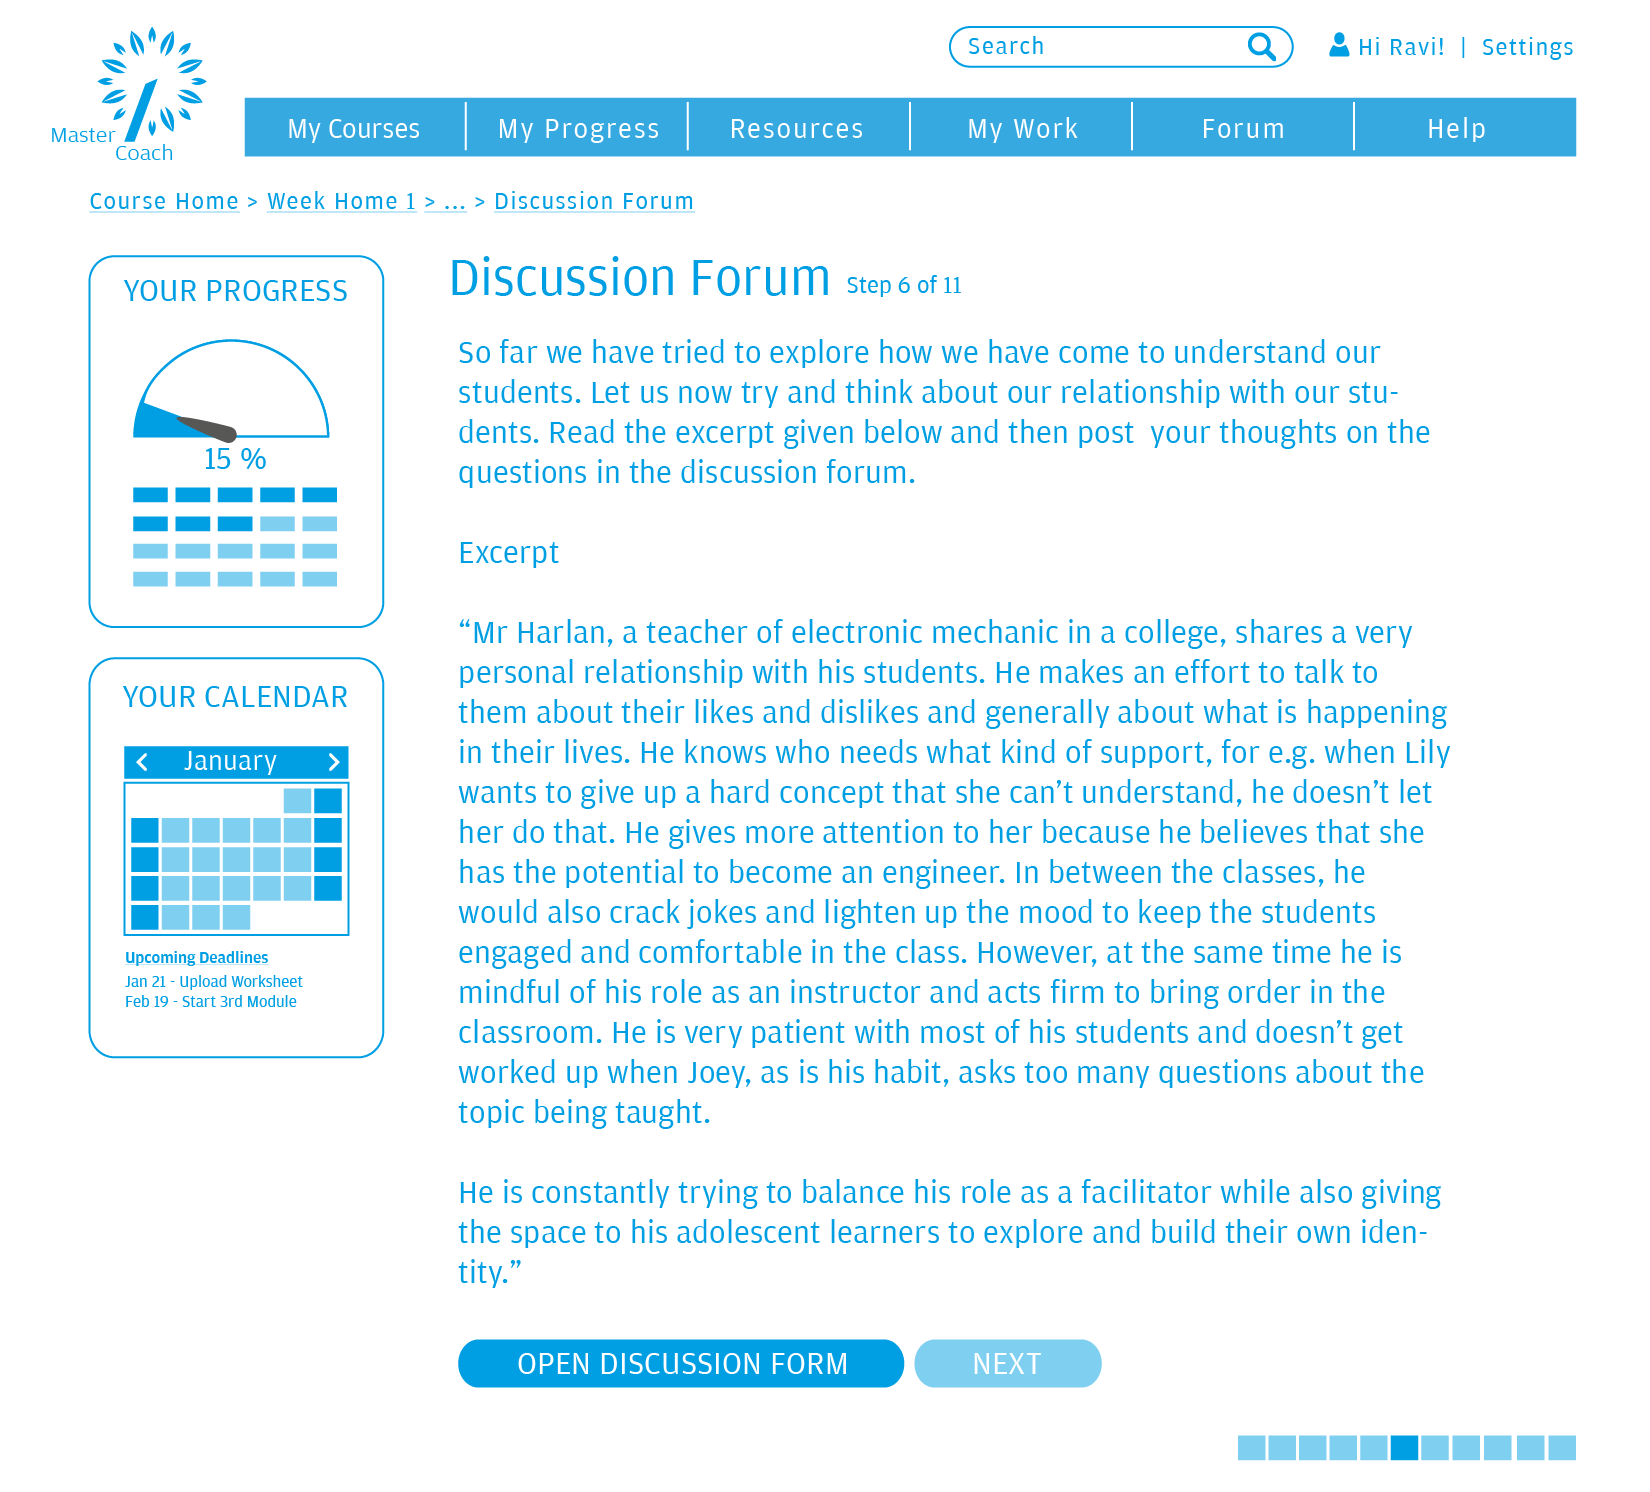 Master
Coach
Search
Hi Ravi! | Settings
My Courses
My Progress
Resources
My Work
Forum
Help
Course Home > Week Home 1 > ... > Discussion Forum
YOUR PROGRESS
15 %
YOUR CALENDAR
January
Upcoming Deadlines
Jan 21 - Upload Worksheet
Feb 19 - Start 3rd Module
Discussion Forum Step 6 of 11
So far we have tried to explore how we have come to understand our
students. Let us now try and think about our relationship with our stu-
dents. Read the excerpt given below and then post your thoughts on the
questions in the discussion forum.
Excerpt
“Mr Harlan, a teacher of electronic mechanic in a college, shares a very
personal relationship with his students. He makes an effort to talk to
them about their likes and dislikes and generally about what is happening
in their lives. He knows who needs what kind of support, for e.g. when Lily
wants to give up a hard concept that she can’t understand, he doesn’t let
her do that. He gives more attention to her because he believes that she
has the potential to become an engineer. In between the classes, he
would also crack jokes and lighten up the mood to keep the students
engaged and comfortable in the class. However, at the same time he is
mindful of his role as an instructor and acts firm to bring order in the
classroom. He is very patient with most of his students and doesn’t get
worked up when Joey, as is his habit, asks too many questions about the
topic being taught.
He is constantly trying to balance his role as a facilitator while also giving
the space to his adolescent learners to explore and build their own iden-
tity.”
OPEN DISCUSSION FORM
NEXT